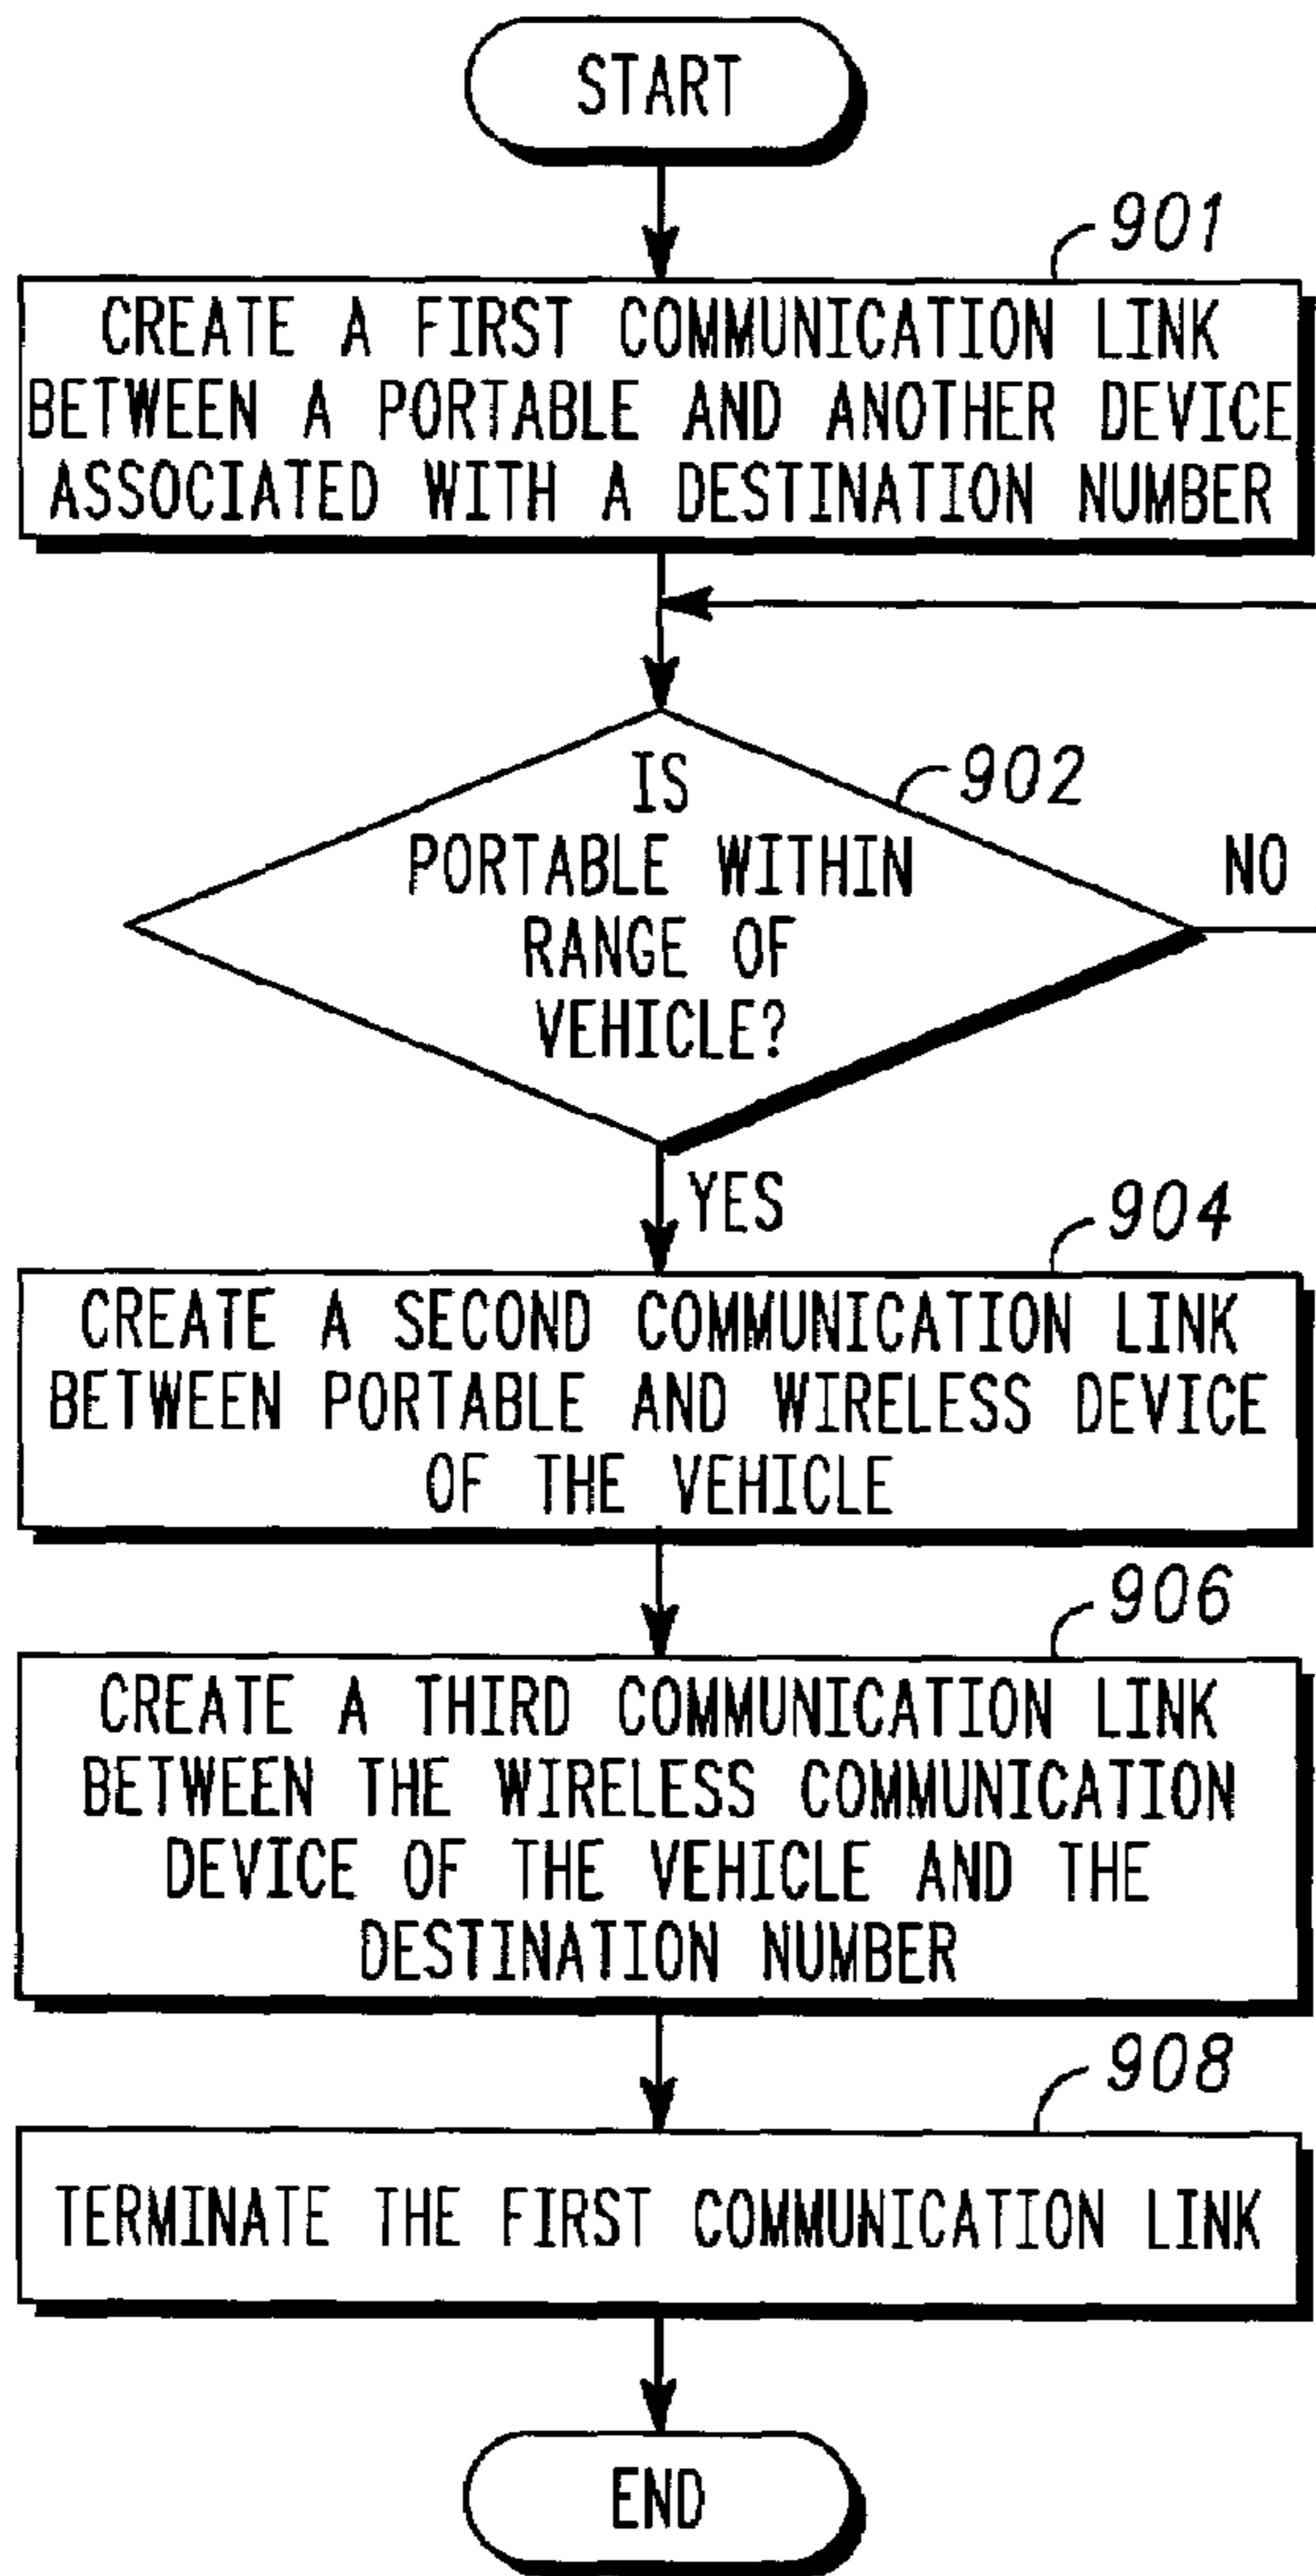 START
901
CREATE A FIRST COMMUNICATION LINK
BETWEEN A PORTABLE AND ANOTHER DEVICE
ASSOCIATED WITH A DESTINATION NUMBER
902
IS
PORTABLE WITHIN
RANGE OF
VEHICLE?
NO
YES
904
CREATE A SECOND COMMUNICATION LINK
BETWEEN PORTABLE AND WIRELESS DEVICE
OF THE VEHICLE
906
CREATE A THIRD COMMUNICATION LINK
BETWEEN THE WIRELESS COMMUNICATION
DEVICE OF THE VEHICLE AND THE
DESTINATION NUMBER
908
TERMINATE THE FIRST COMMUNICATION LINK
END